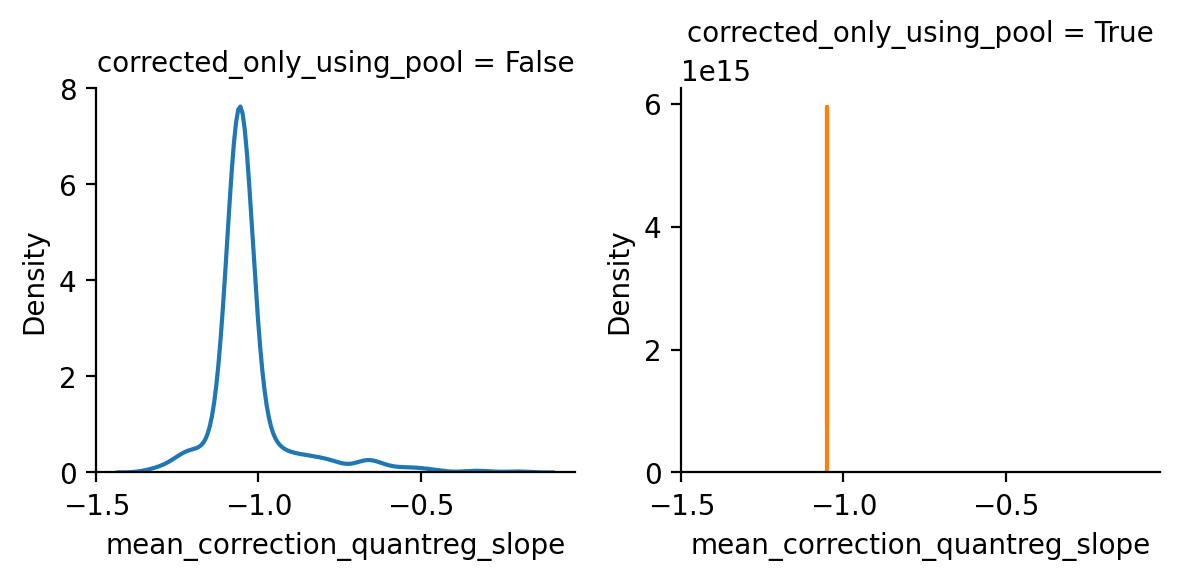 corrected_only_using_pool = False
8
6
4
2
0
Density
−1.5
−1.0
−0.5
mean_correction_quantreg_slope
corrected_only_using_pool = True
1e15
6
4
2
0
Density
−1.5
−1.0
−0.5
mean_correction_quantreg_slope